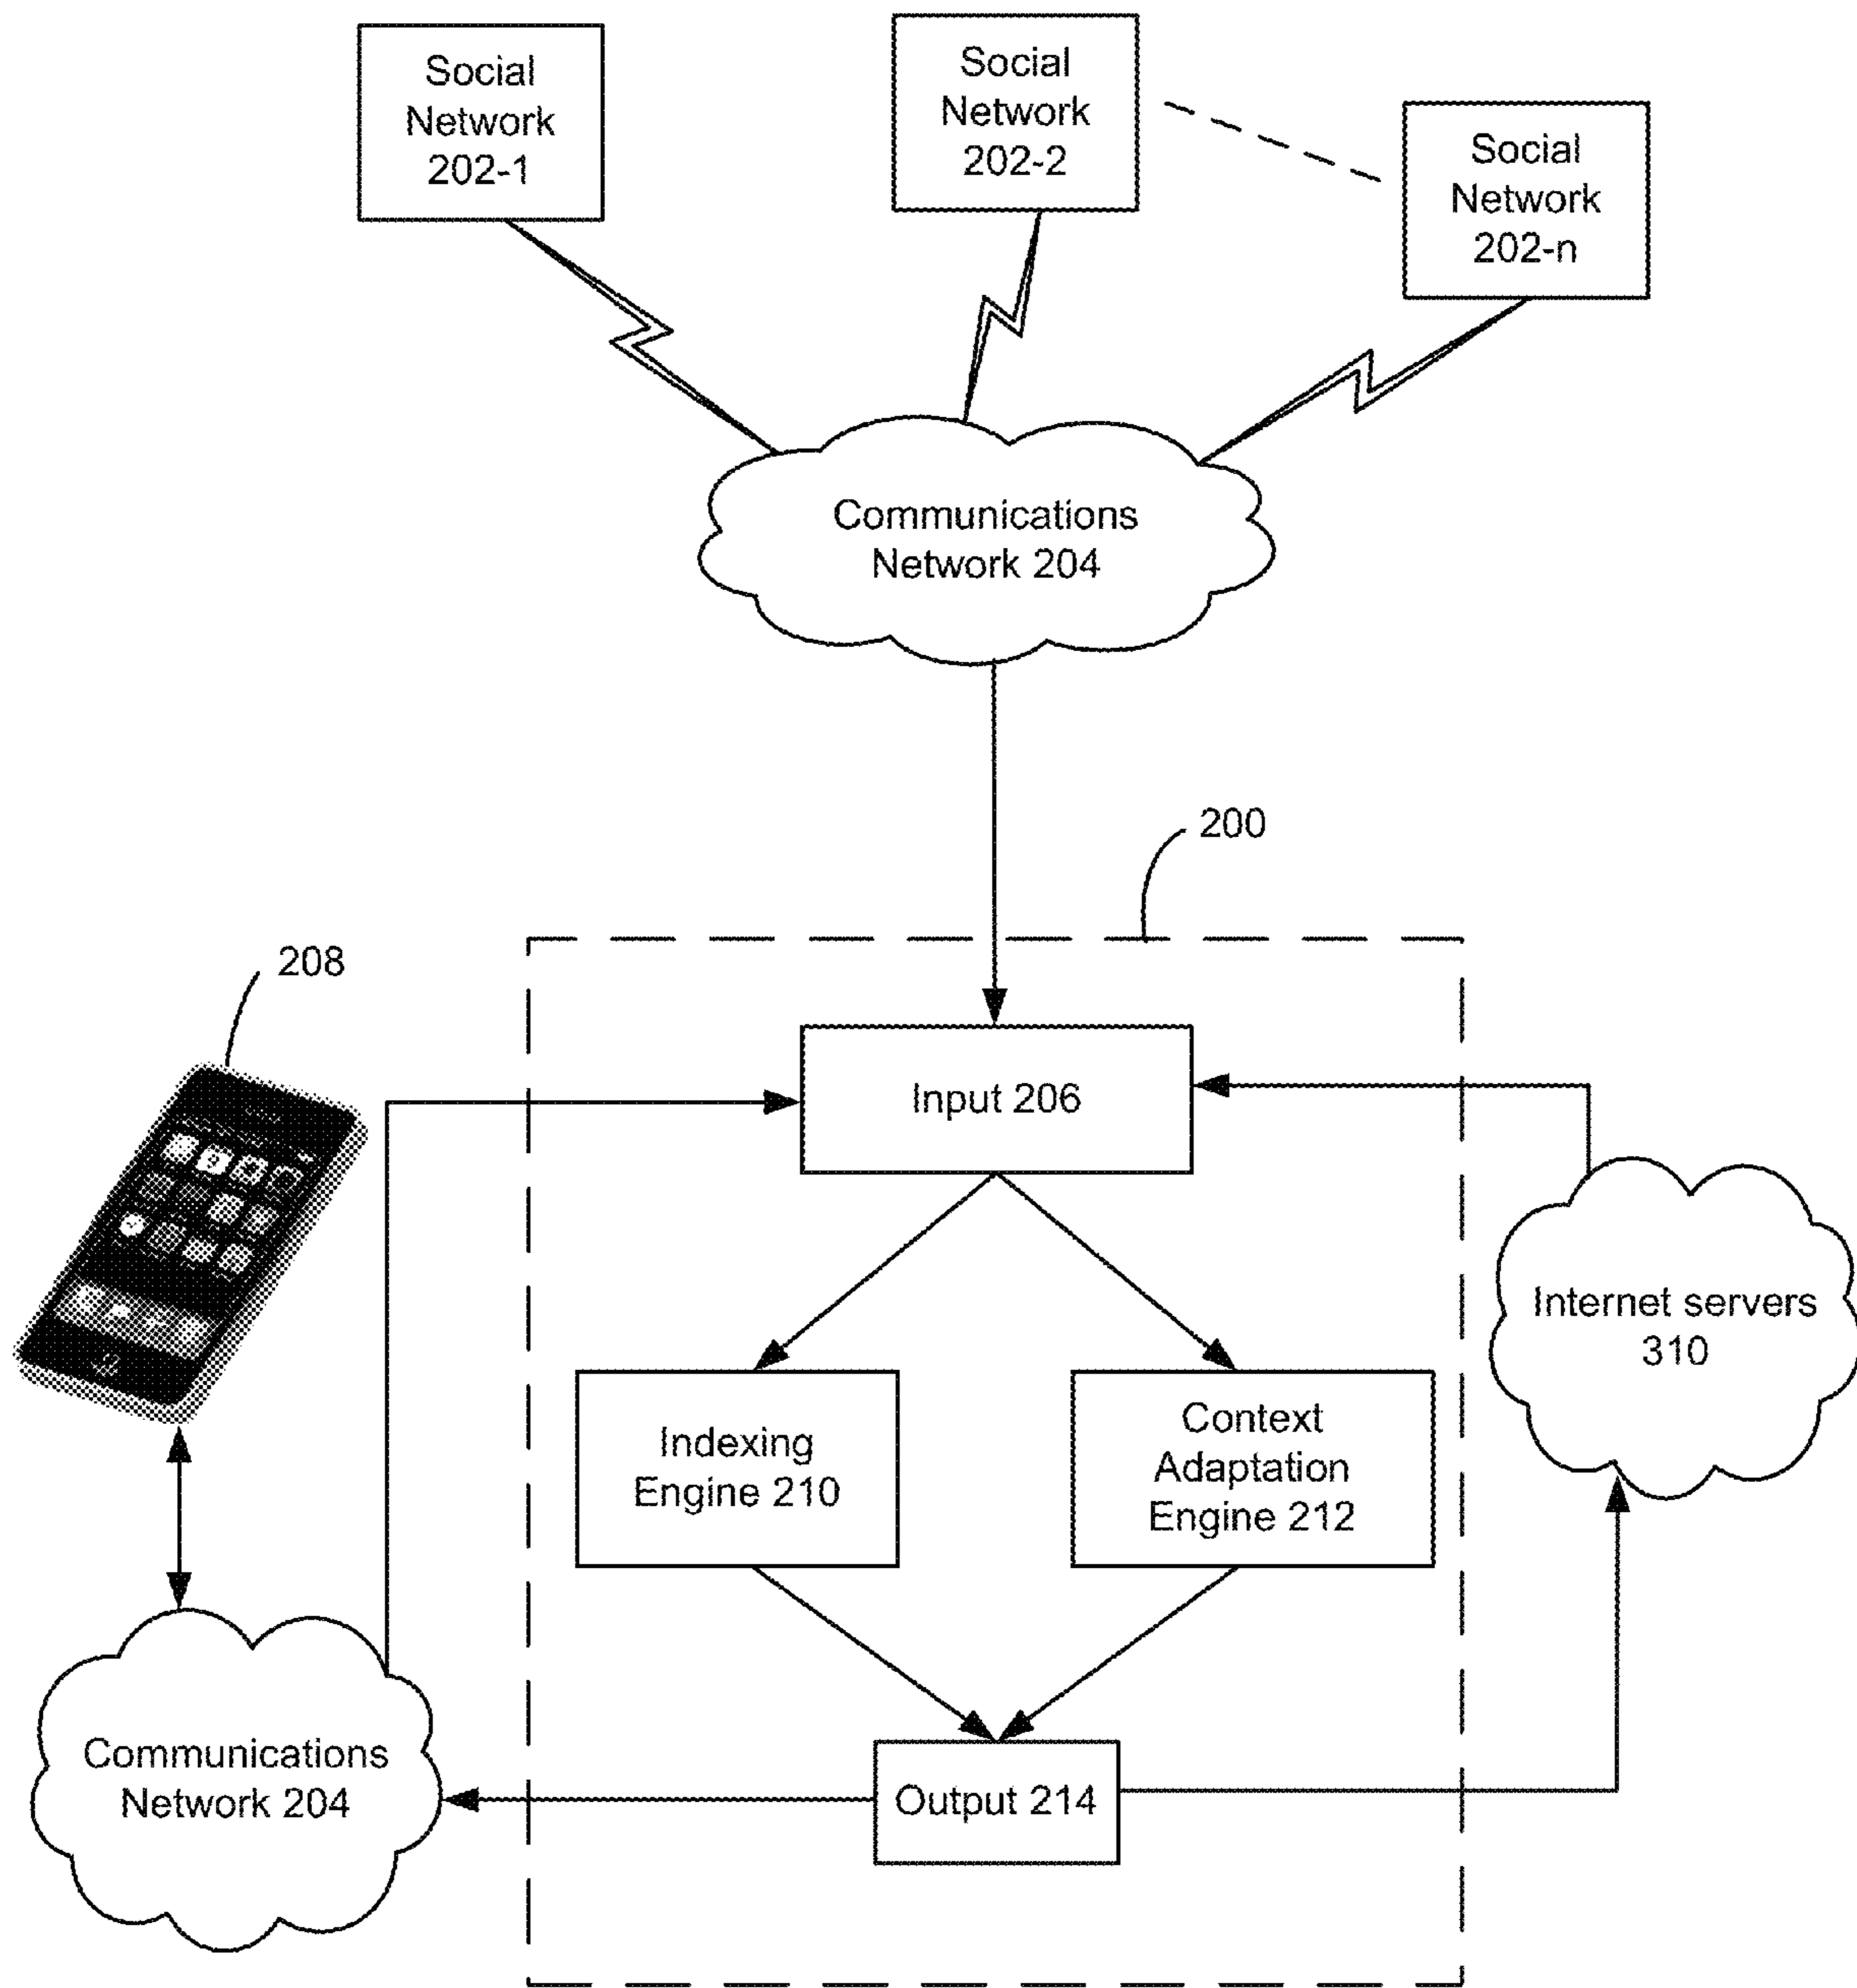 Social
Network
202-1
Social
Network
202-2
Social
Network
202-n
Communications
Network 204
200
208
Input 206
Internet servers
310
Indexing
Engine 210
Context
Adaptation
Engine 212
Communications
Network 204
Output 214